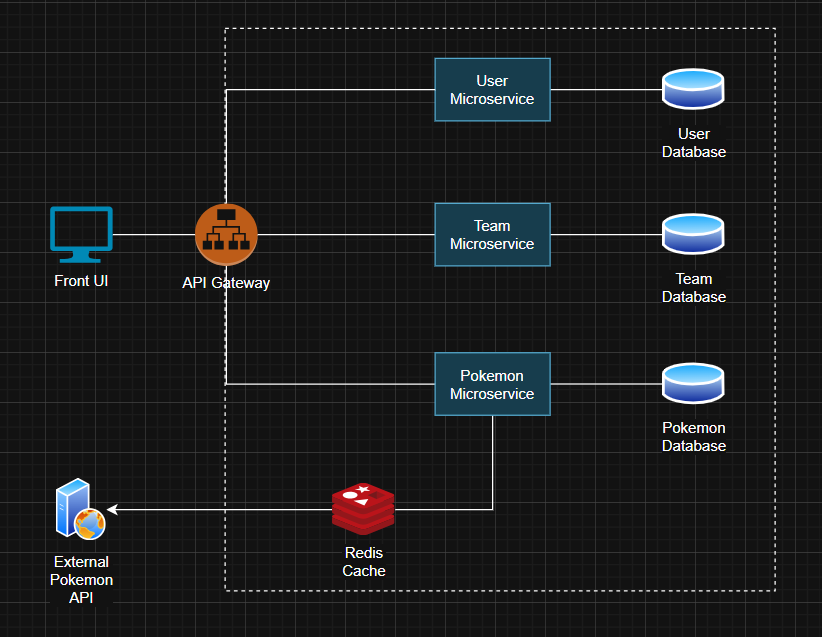 User
Microservice
User
Database
Team
Microservice
Front UI
API Gateway
Team
Database
Pokemon
Microservice
Pokemon
Database
Redis
Cache
External
Pokemon
API